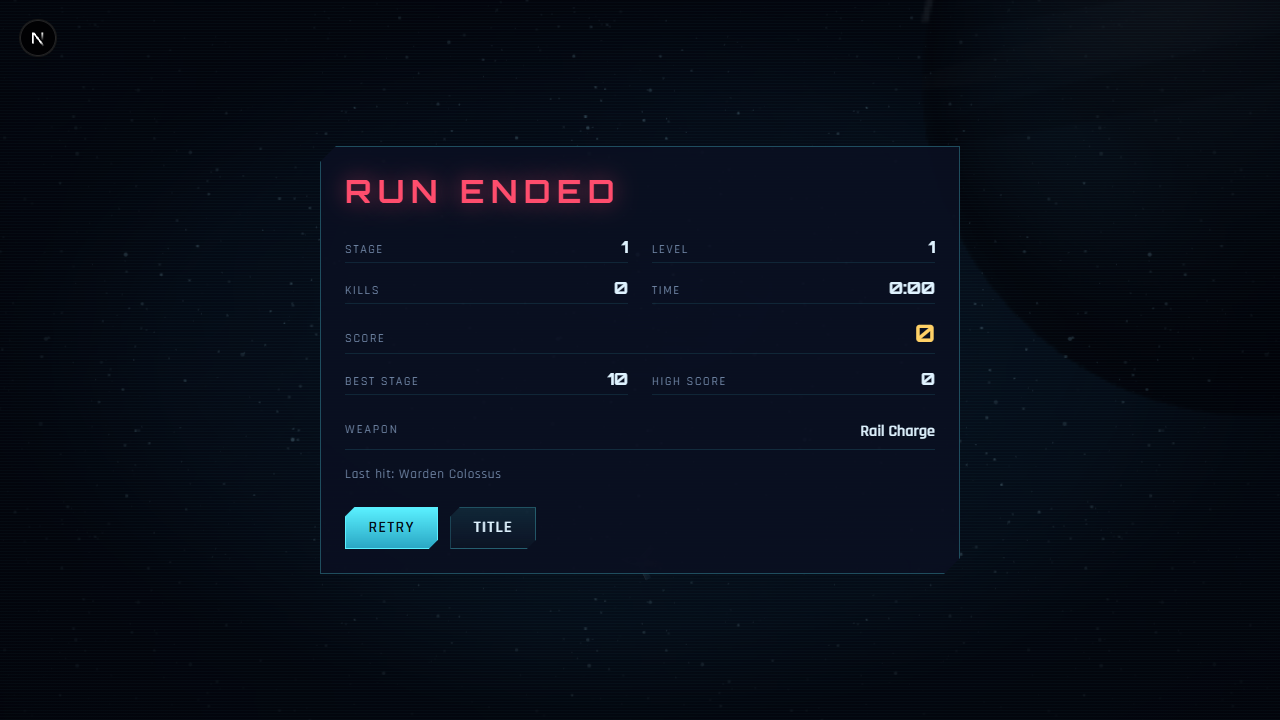 N
RUN ENDED
STAGE 1 LEVEL 1
KILLS 0 TIME 0:00
SCORE 0
BEST STAGE 10 HIGH SCORE 0
WEAPON Rail Charge
Last hit: Warden Colossus
RETRY TITLE